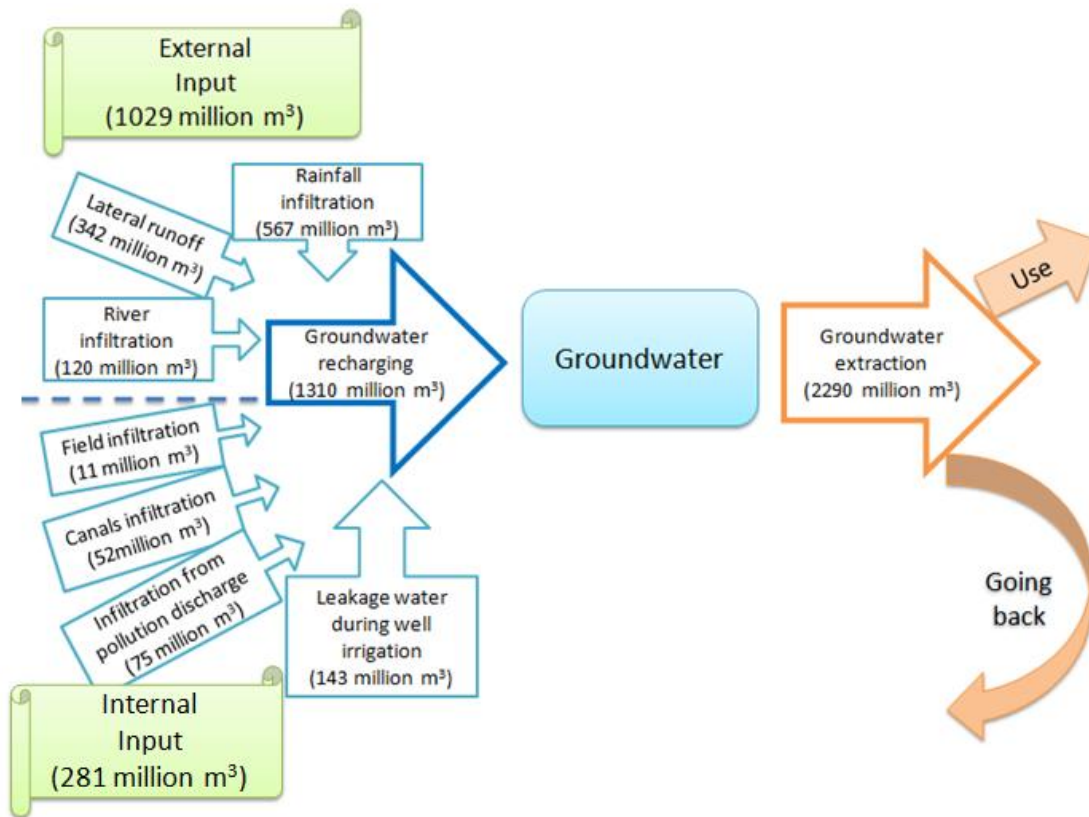 External
Input
(1029 million m³)
Rainfall
infiltration
(567 million m³)
Lateral runoff
(342 million m³)
River
infiltration
(120 million m³)
Groundwater
recharging
(1310 million m³)
Groundwater
Groundwater
extraction
(2290 million m³)
Use
Field infiltration
(11 million m³)
Canals infiltration
(52million m³)
Infiltration from
pollution discharge
(75 million m³)
Leakage water
during well
irrigation
(143 million m³)
Going
back
Internal
Input
(281 million m³)